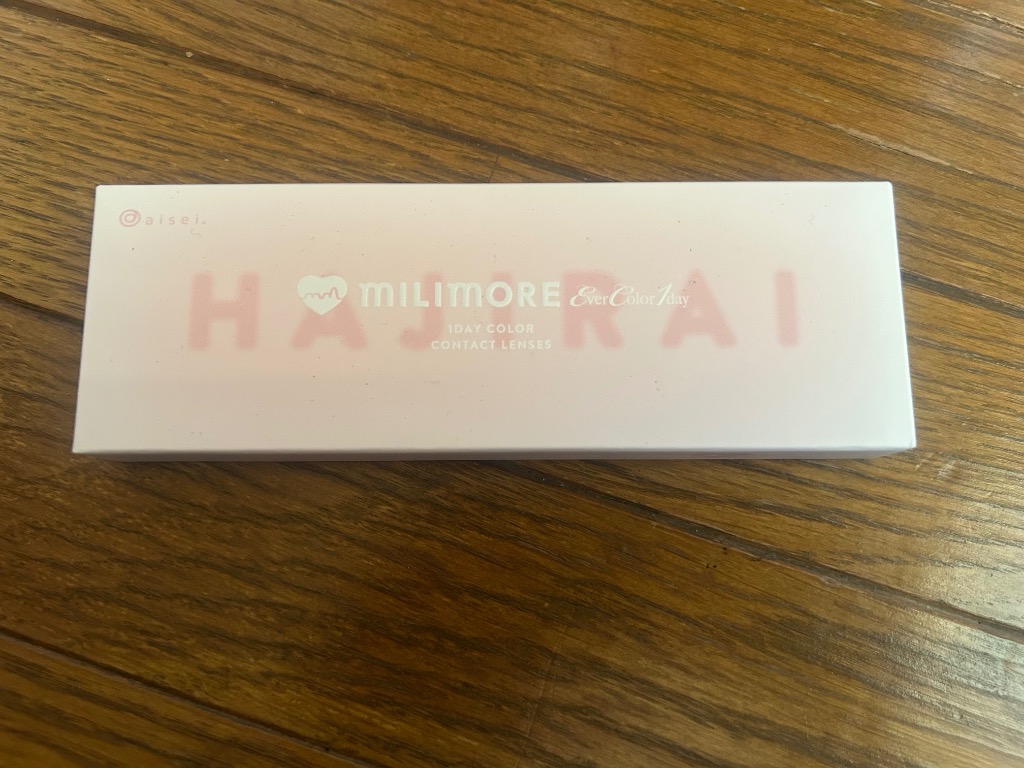 @aisei.
HAJIRAI
MILIMORE EverColor1day
1DAY COLOR
CONTACT LENSES